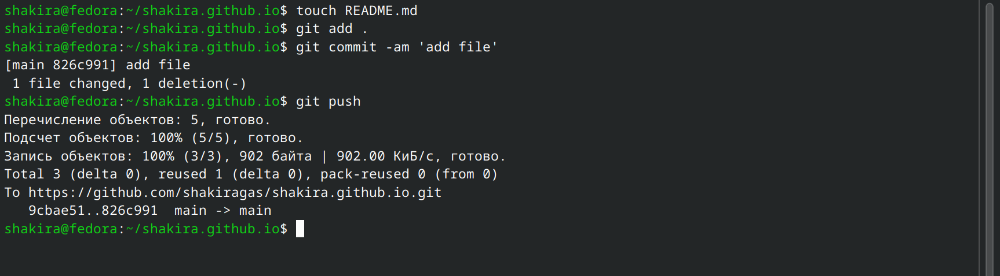 shakira@fedora:~/shakira.github.io$ touch README.md
shakira@fedora:~/shakira.github.io$ git add .
shakira@fedora:~/shakira.github.io$ git commit -am 'add file'
[main 826c991] add file
 1 file changed, 1 deletion(-)
shakira@fedora:~/shakira.github.io$ git push
Перечисление объектов: 5, готово.
Подсчет объектов: 100% (5/5), готово.
Запись объектов: 100% (3/3), 902 байта | 902.00 КиБ/с, готово.
Total 3 (delta 0), reused 1 (delta 0), pack-reused 0 (from 0)
To https://github.com/shakiragas/shakira.github.io.git
   9cbae51..826c991  main -> main
shakira@fedora:~/shakira.github.io$